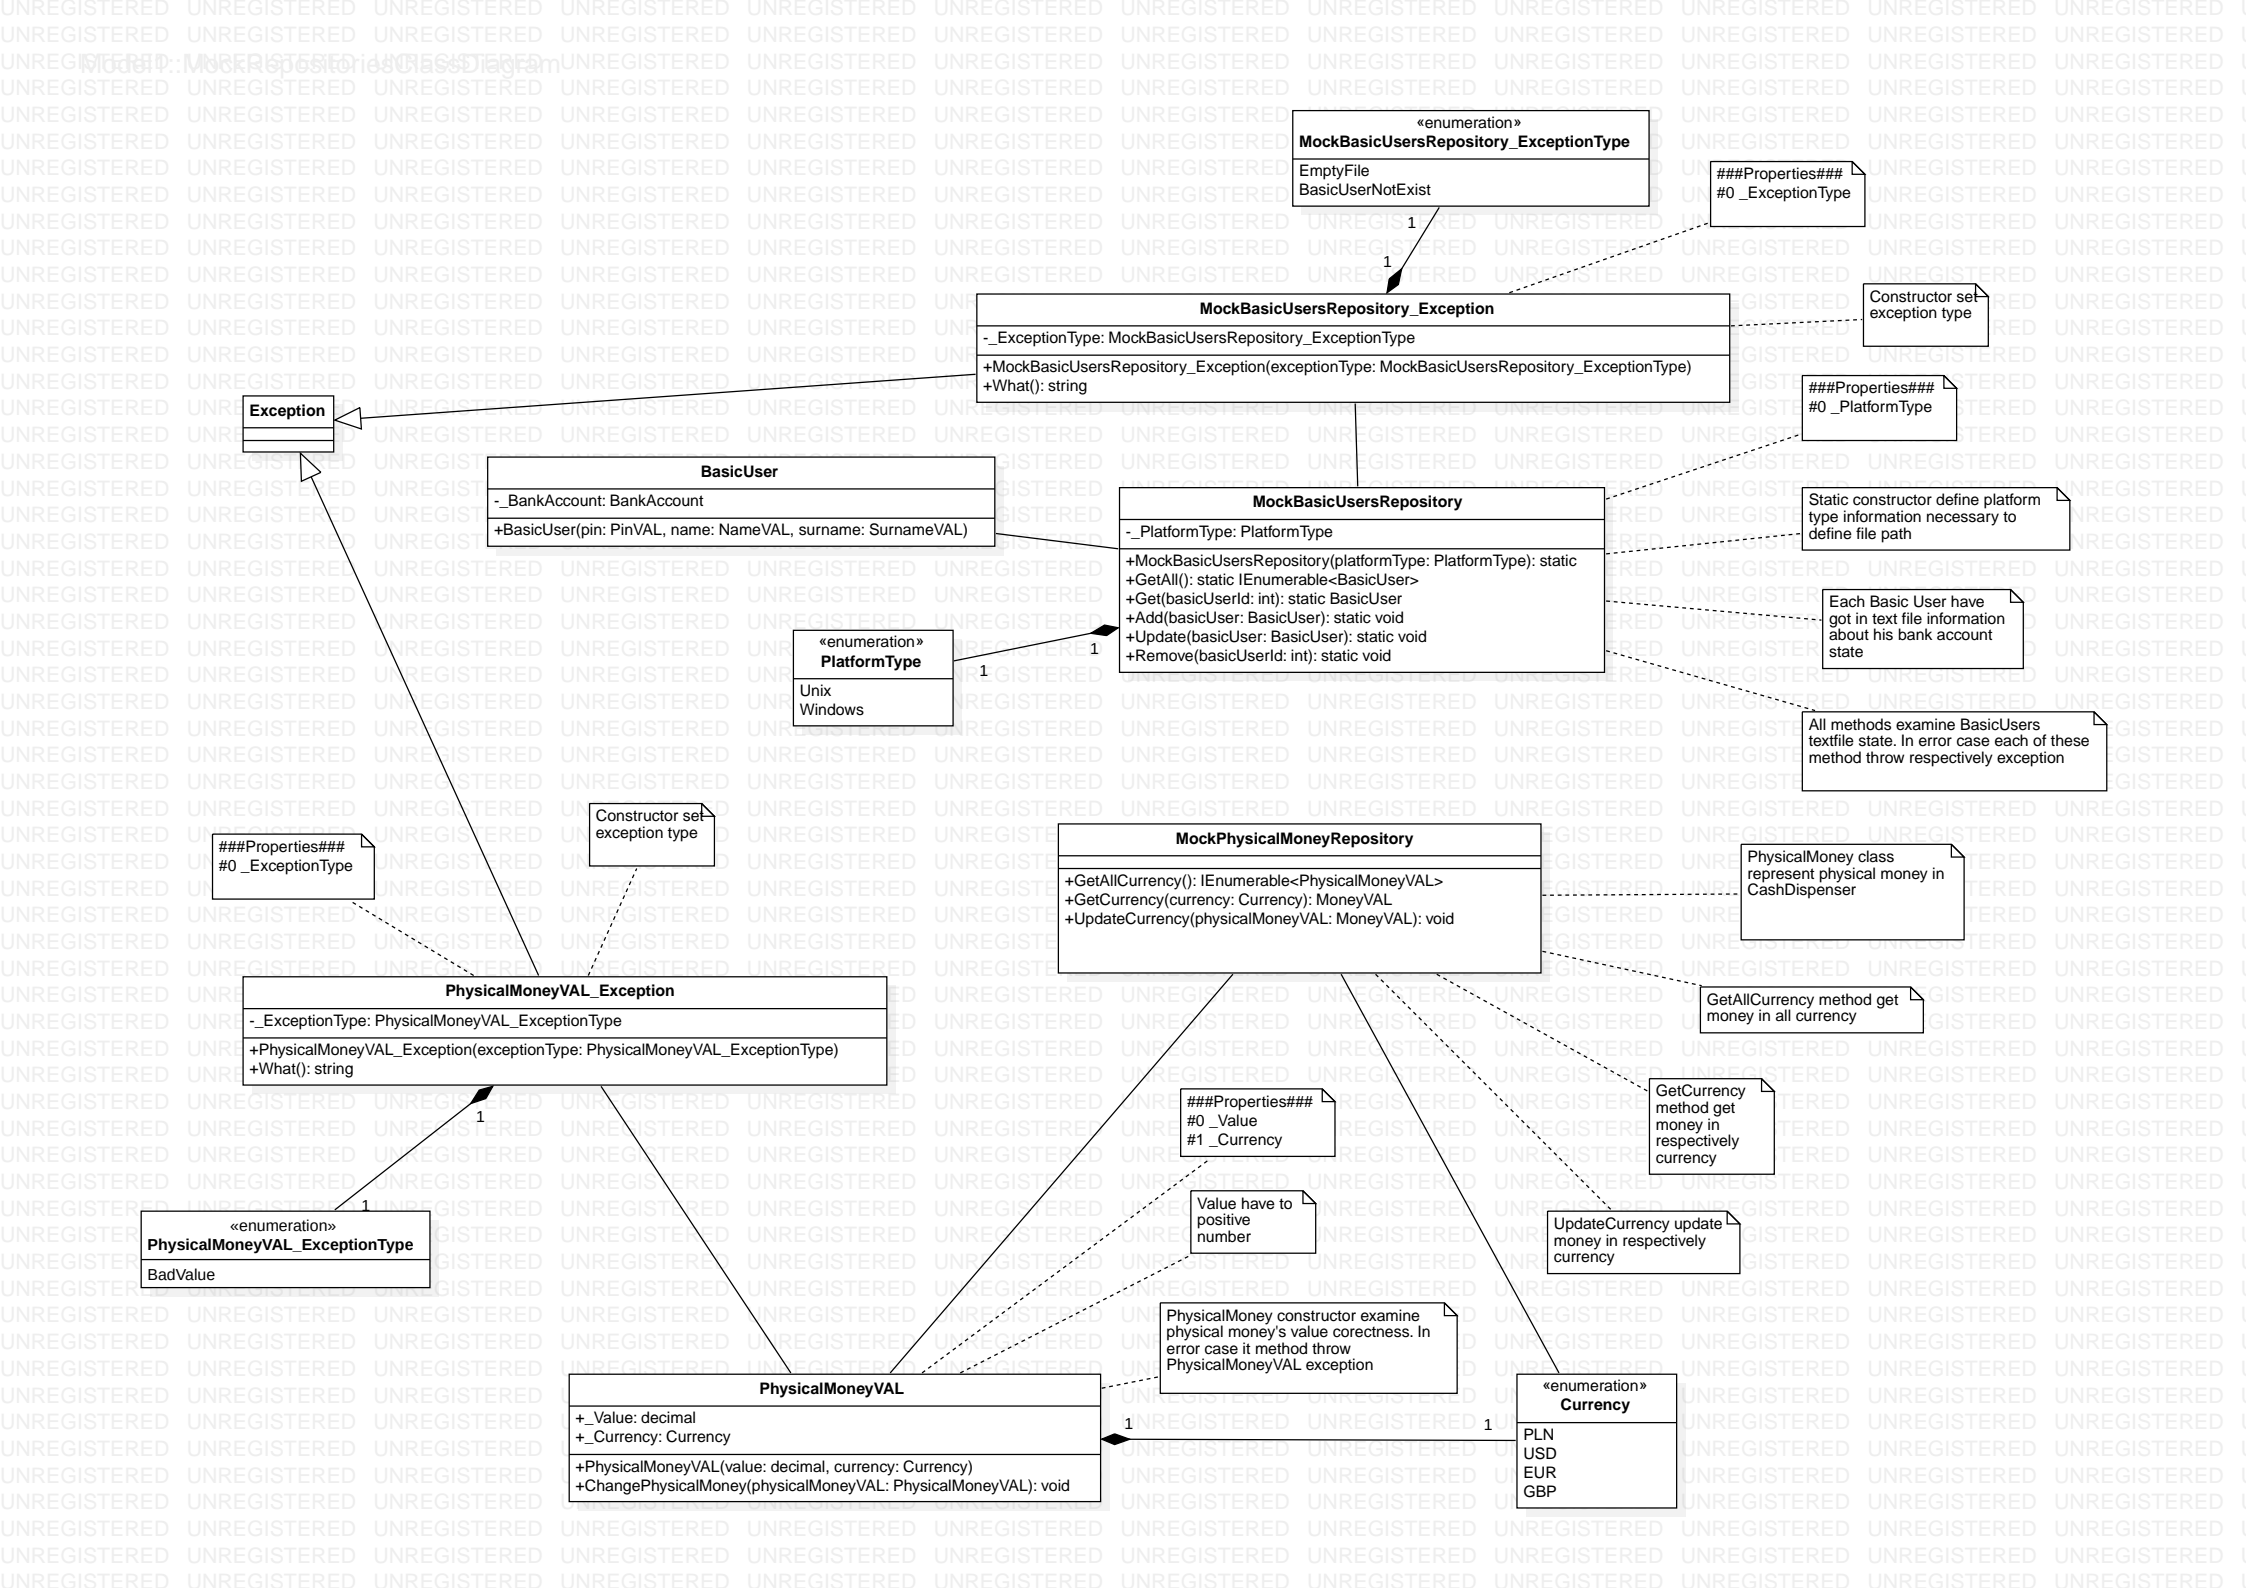 Model1::MockRepositoriesClassDiagram
«enumeration»
MockBasicUsersRepository_ExceptionType
EmptyFile
BasicUserNotExist
###Properties###
#0 _ExceptionType
1
1
MockBasicUsersRepository_Exception
-_ExceptionType: MockBasicUsersRepository_ExceptionType
+MockBasicUsersRepository_Exception(exceptionType: MockBasicUsersRepository_ExceptionType)
+What(): string
Constructor set
exception type
###Properties###
#0 _PlatformType
Exception
BasicUser
-_BankAccount: BankAccount
+BasicUser(pin: PinVAL, name: NameVAL, surname: SurnameVAL)
MockBasicUsersRepository
-_PlatformType: PlatformType
+MockBasicUsersRepository(platformType: PlatformType): static
+GetAll(): static IEnumerable<BasicUser>
+Get(basicUserId: int): static BasicUser
+Add(basicUser: BasicUser): static void
+Update(basicUser: BasicUser): static void
+Remove(basicUserId: int): static void
Static constructor define platform
type information necessary to
define file path
Each Basic User have
got in text file information
about his bank account
state
«enumeration»
PlatformType
Unix
Windows
1
1
All methods examine BasicUsers
textfile state. In error case each of these
method throw respectively exception
###Properties###
#0 _ExceptionType
Constructor set
exception type
MockPhysicalMoneyRepository
+GetAllCurrency(): IEnumerable<PhysicalMoneyVAL>
+GetCurrency(currency: Currency): MoneyVAL
+UpdateCurrency(physicalMoneyVAL: MoneyVAL): void
PhysicalMoney class
represent physical money in
CashDispenser
GetAllCurrency method get
money in all currency
PhysicalMoneyVAL_Exception
-_ExceptionType: PhysicalMoneyVAL_ExceptionType
+PhysicalMoneyVAL_Exception(exceptionType: PhysicalMoneyVAL_ExceptionType)
+What(): string
1
1
GetCurrency
method get
money in
respectively
currency
###Properties###
#0 _Value
#1 _Currency
Value have to
positive
number
UpdateCurrency update
money in respectively
currency
«enumeration»
PhysicalMoneyVAL_ExceptionType
BadValue
PhysicalMoney constructor examine
physical money's value corectness. In
error case it method throw
PhysicalMoneyVAL exception
PhysicalMoneyVAL
+_Value: decimal
+_Currency: Currency
+PhysicalMoneyVAL(value: decimal, currency: Currency)
+ChangePhysicalMoney(physicalMoneyVAL: PhysicalMoneyVAL): void
1
1
«enumeration»
Currency
PLN
USD
EUR
GBP
UNREGISTERED